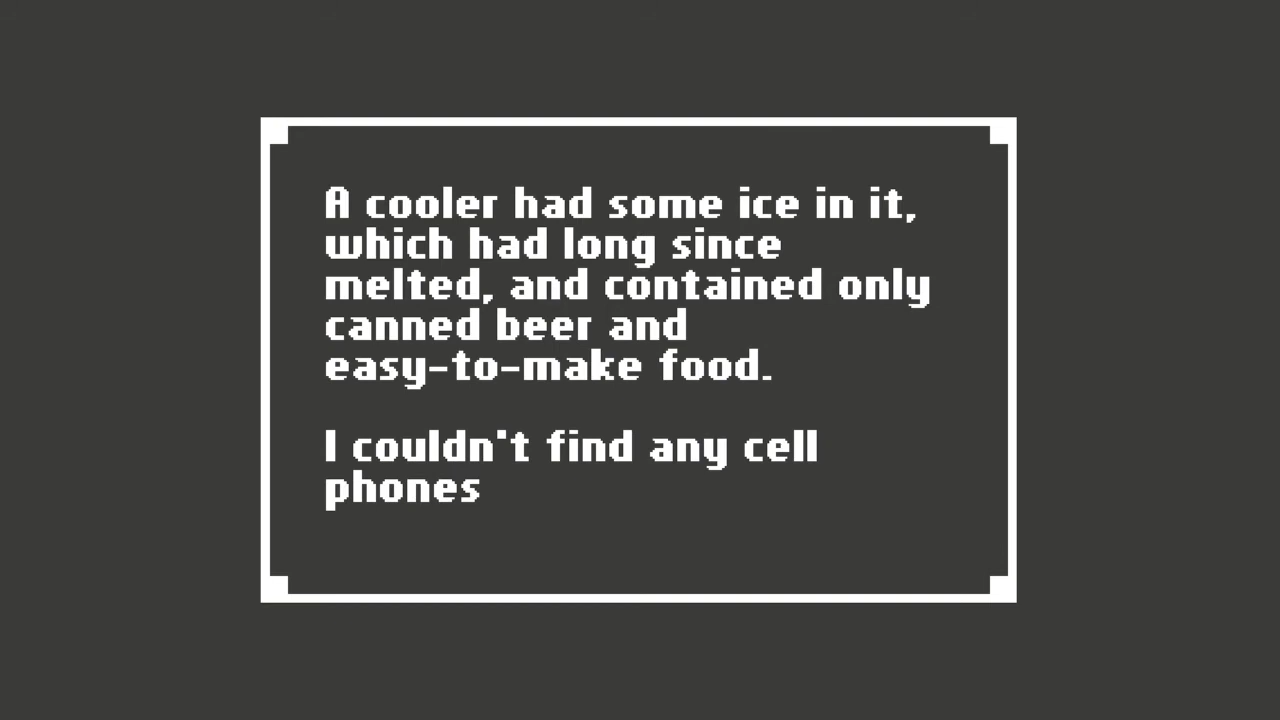 A cooler had some ice in it,
which had long since
melted, and contained only
canned beer and
easy-to-make food.
I couldn't find any cell
phones